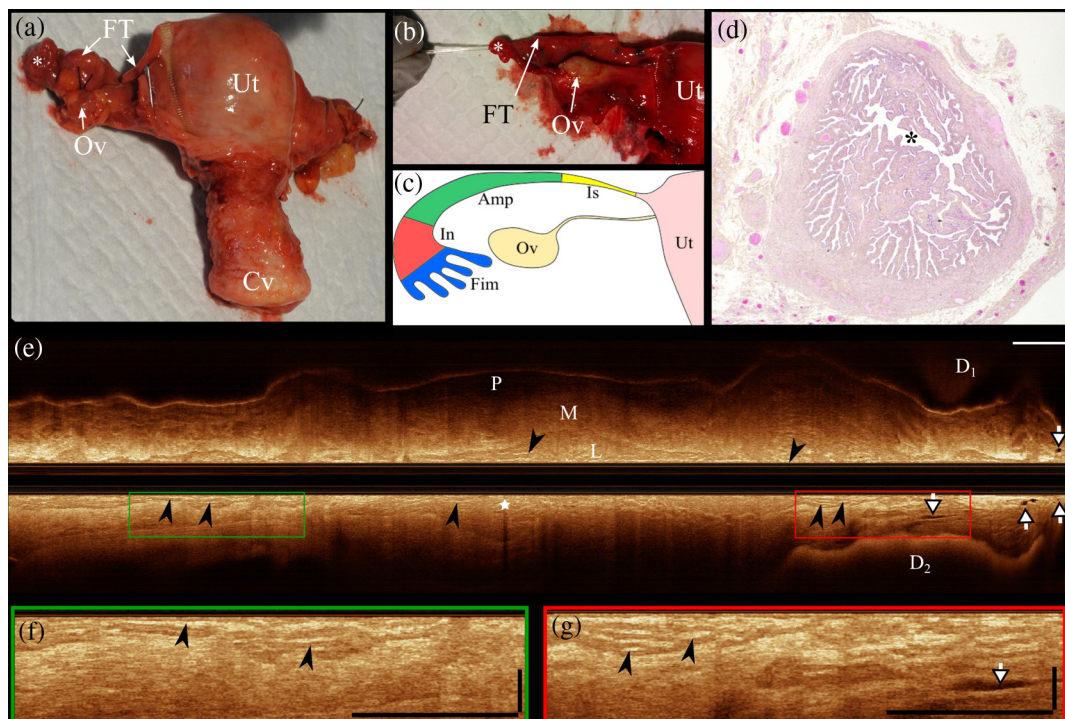 (a)
FT
*
Ut
Ov
Cv
(b)
*
FT
Ov
Ut
(c)
Amp
Is
In
Ov
Ut
Fim
(d)
*
(e)
D1
P
M
L
D2
(f)
(g)